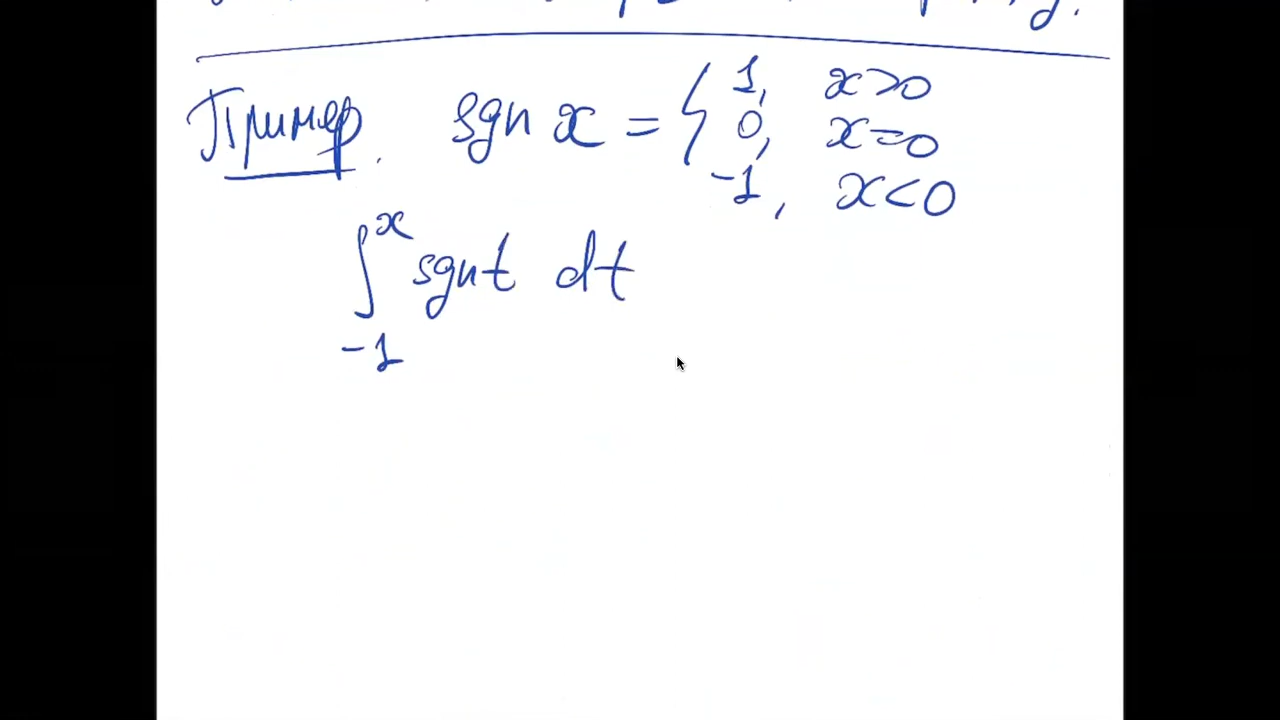 Пример. sgn x = { 1, x>0
0, x=0
-1, x<0
∫_{-1}^{x} sgn t dt